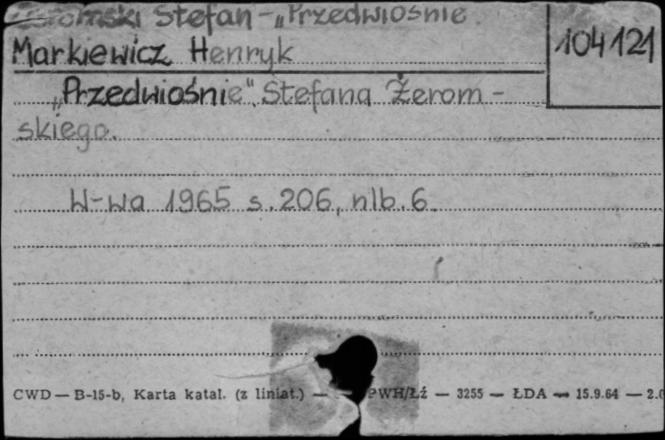 Żeromski Stefan - „Przedwiośnie.
Markiewicz Henryk
104121
„Przedwiośnie" Stefana Żerom-
skiego.
W-wa 1965 s. 206, nlb. 6.
CWD — B-15-b, Karta katal. (z liniat.) — PWH/Łź — 3255 — ŁDA — 15.9.64 —